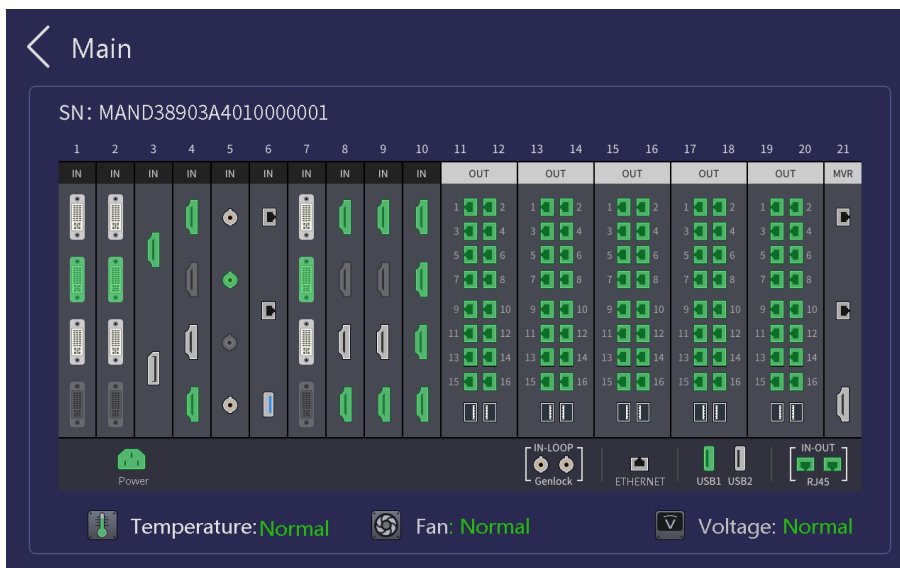 Main
SN: MAND38903A4010000001
1 2 3 4 5 6 7 8 9 10 11 12 13 14 15 16 17 18 19 20 21
IN IN IN IN IN IN IN IN IN IN OUT OUT OUT OUT OUT MVR
1 2 1 2 1 2 1 2 1 2
3 4 3 4 3 4 3 4 3 4
5 6 5 6 5 6 5 6 5 6
7 8 7 8 7 8 7 8 7 8
9 10 9 10 9 10 9 10 9 10
11 12 11 12 11 12 11 12 11 12
13 14 13 14 13 14 13 14 13 14
15 16 15 16 15 16 15 16 15 16
IN-LOOP IN-OUT
Power Genlock ETHERNET USB1 USB2 RJ45
Temperature: Normal Fan: Normal Voltage: Normal
V